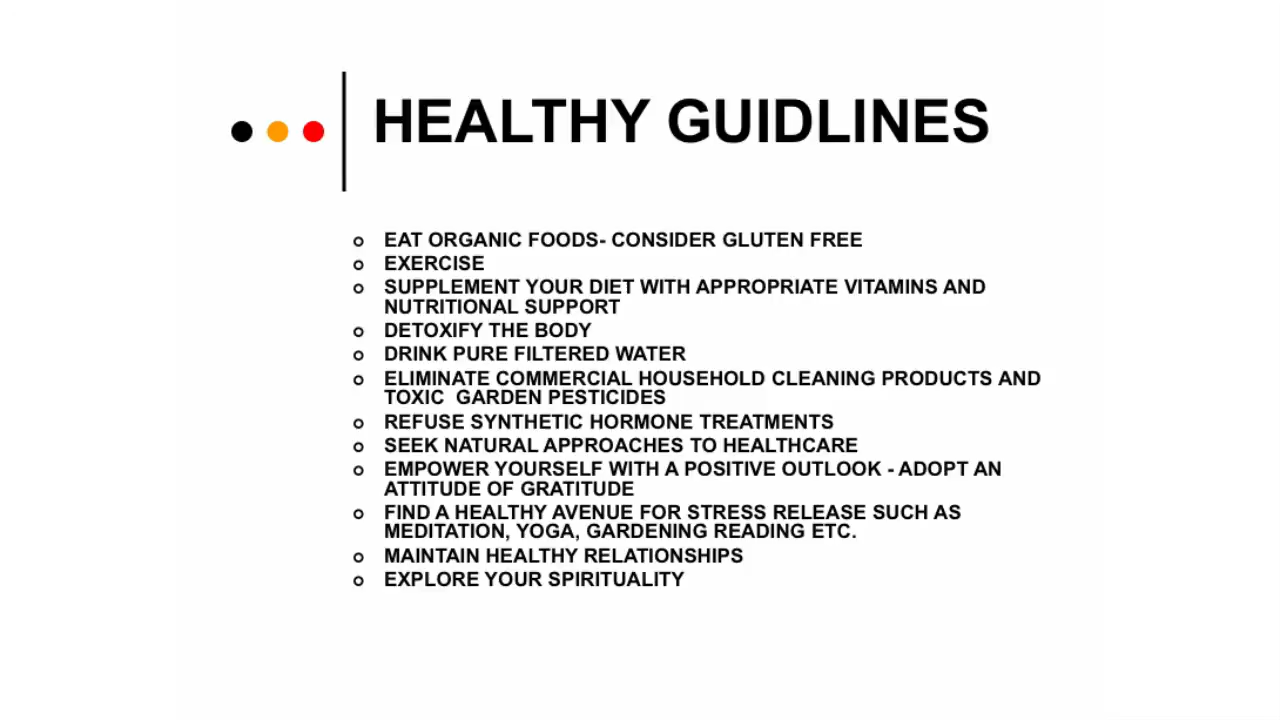 HEALTHY GUIDLINES
EAT ORGANIC FOODS- CONSIDER GLUTEN FREE
EXERCISE
SUPPLEMENT YOUR DIET WITH APPROPRIATE VITAMINS AND
NUTRITIONAL SUPPORT
DETOXIFY THE BODY
DRINK PURE FILTERED WATER
ELIMINATE COMMERCIAL HOUSEHOLD CLEANING PRODUCTS AND
TOXIC  GARDEN PESTICIDES
REFUSE SYNTHETIC HORMONE TREATMENTS
SEEK NATURAL APPROACHES TO HEALTHCARE
EMPOWER YOURSELF WITH A POSITIVE OUTLOOK - ADOPT AN
ATTITUDE OF GRATITUDE
FIND A HEALTHY AVENUE FOR STRESS RELEASE SUCH AS
MEDITATION, YOGA, GARDENING READING ETC.
MAINTAIN HEALTHY RELATIONSHIPS
EXPLORE YOUR SPIRITUALITY